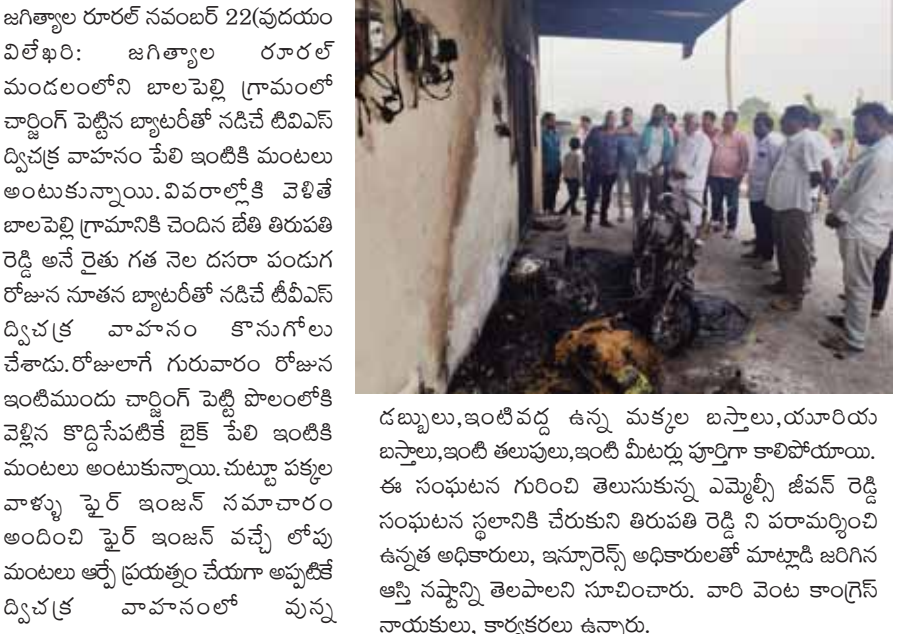 జగిత్యాల రూరల్ నవంబర్ 22(వుదయం
విలేఖరి: జగిత్యాల రూరల్
మండలంలోని బాలపెల్లి గ్రామంలో
చార్జింగ్ పెట్టిన బ్యాటరీతో నడిచే టివిఎస్
ద్విచక్ర వాహనం పేలి ఇంటికి మంటలు
అంటుకున్నాయి.వివరాల్లోకి వెళితే
బాలపెల్లి గ్రామానికి చెందిన బేతి తిరుపతి
రెడ్డి అనే రైతు గత నెల దసరా పండుగ
రోజున నూతన బ్యాటరీతో నడిచే టీవీఎస్
ద్విచక్ర వాహనం కొనుగోలు
చేశాడు.రోజులాగే గురువారం రోజున
ఇంటిముందు చార్జింగ్ పెట్టి పొలంలోకి
వెళ్లిన కొద్దిసేపటికే బైక్ పేలి ఇంటికి
మంటలు అంటుకున్నాయి.చుట్టూ పక్కల
వాళ్ళు ఫైర్ ఇంజన్ సమాచారం
అందించి ఫైర్ ఇంజన్ వచ్చే లోపు
మంటలు ఆర్పే ప్రయత్నం చేయగా అప్పటికే
ద్విచక్ర వాహనంలో వున్న
డబ్బులు,ఇంటివద్ద ఉన్న మక్కల బస్తాలు,యూరియ
బస్తాలు,ఇంటి తలుపులు,ఇంటి మీటర్లు పూర్తిగా కాలిపోయాయి.
ఈ సంఘటన గురించి తెలుసుకున్న ఎమ్మెల్సీ జీవన్ రెడ్డి
సంఘటన స్థలానికి చేరుకుని తిరుపతి రెడ్డి ని పరామర్శించి
ఉన్నత అధికారులు, ఇన్సూరెన్స్ అధికారులతో మాట్లాడి జరిగిన
ఆస్తి నష్టాన్ని తెలపాలని సూచించారు. వారి వెంట కాంగ్రెస్
నాయకులు, కార్యకర్తలు ఉన్నారు.